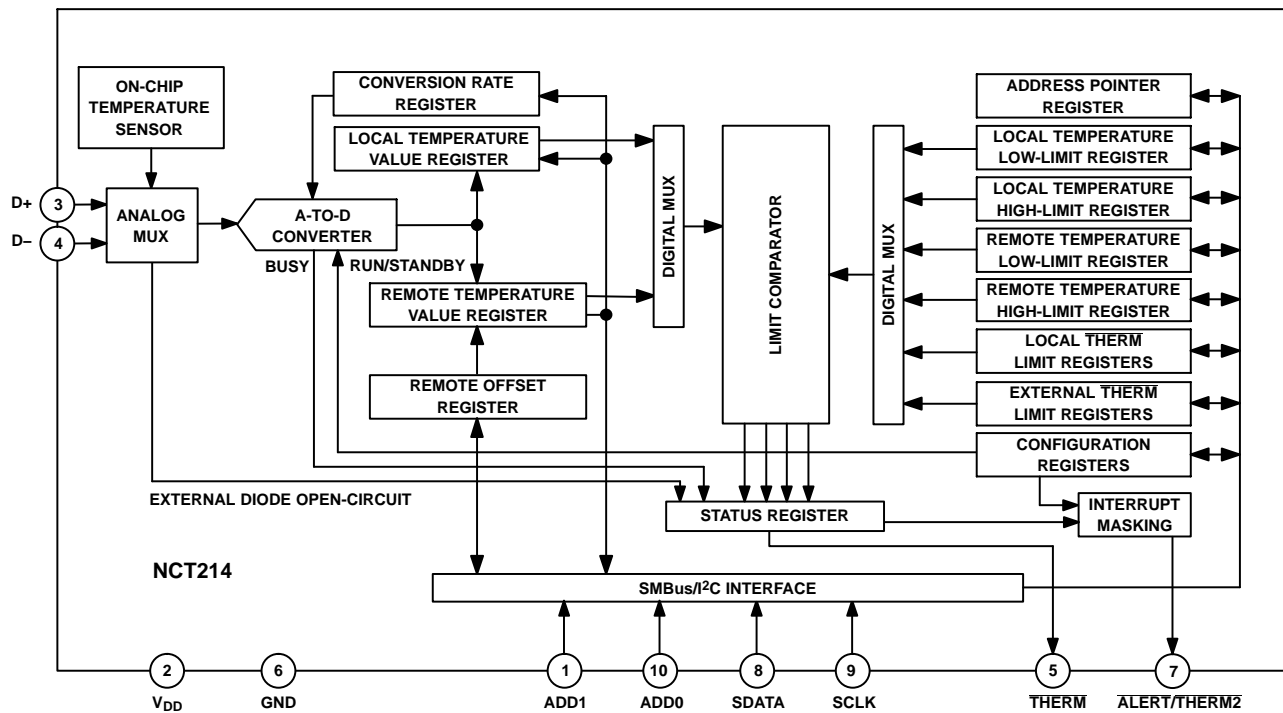 ON-CHIP
TEMPERATURE
SENSOR
CONVERSION RATE
REGISTER
LOCAL TEMPERATURE
VALUE REGISTER
ADDRESS POINTER
REGISTER
LOCAL TEMPERATURE
LOW-LIMIT REGISTER
D+
3
D–
4
ANALOG
MUX
A-TO-D
CONVERTER
BUSY
RUN/STANDBY
REMOTE TEMPERATURE
VALUE REGISTER
REMOTE OFFSET
REGISTER
DIGITAL MUX
LIMIT COMPARATOR
DIGITAL MUX
LOCAL TEMPERATURE
HIGH-LIMIT REGISTER
REMOTE TEMPERATURE
LOW-LIMIT REGISTER
REMOTE TEMPERATURE
HIGH-LIMIT REGISTER
LOCAL THERM
LIMIT REGISTERS
EXTERNAL THERM
LIMIT REGISTERS
CONFIGURATION
REGISTERS
EXTERNAL DIODE OPEN-CIRCUIT
STATUS REGISTER
INTERRUPT
MASKING
NCT214
SMBus/I²C INTERFACE
2
6
1
10
8
9
5
7
VDD
GND
ADD1
ADD0
SDATA
SCLK
THERM
ALERT/THERM2